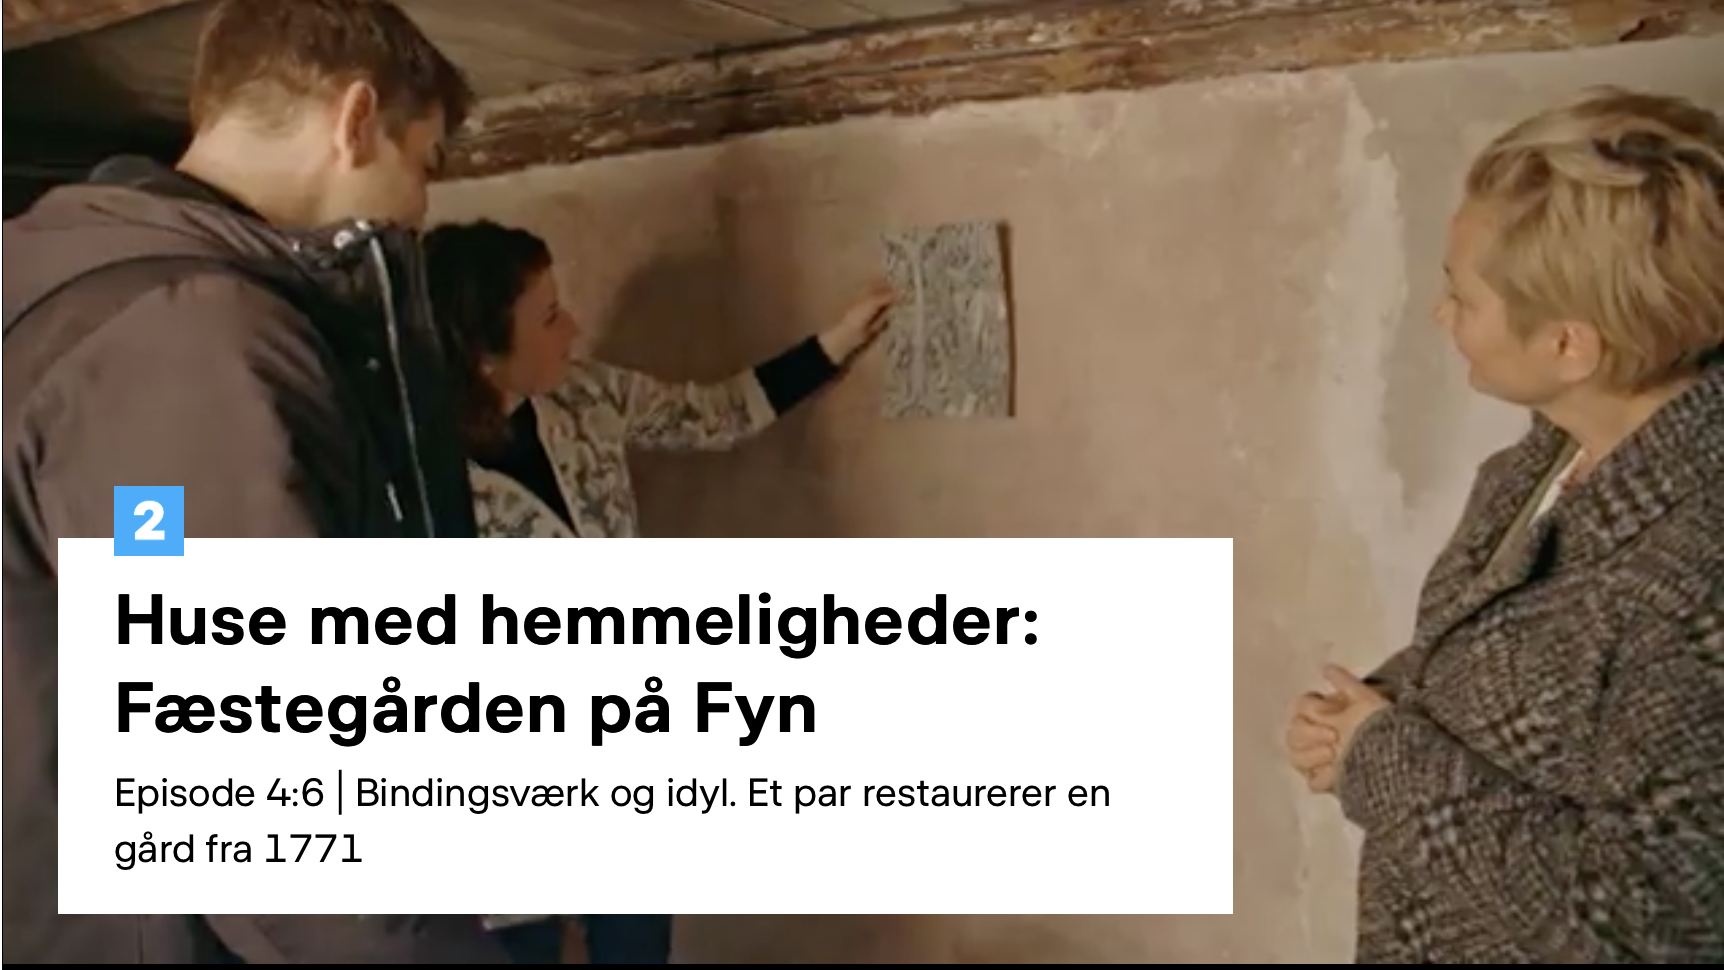 2
Huse med hemmeligheder:
Fæstegården på Fyn
Episode 4:6 | Bindingsværk og idyl. Et par restaurerer en
gård fra 1771